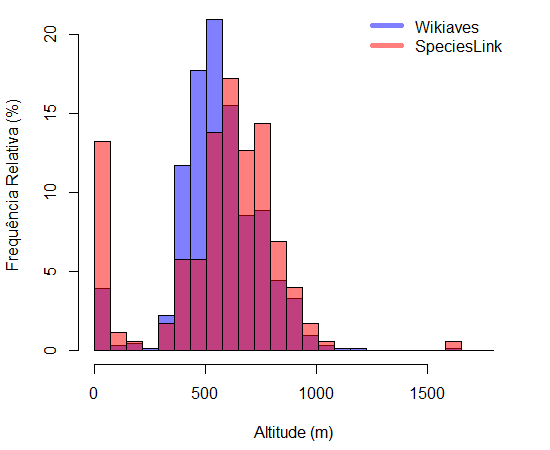 Wikiaves
SpeciesLink
Frequência Relativa (%)
20
15
10
5
0
0 500 1000 1500
Altitude (m)